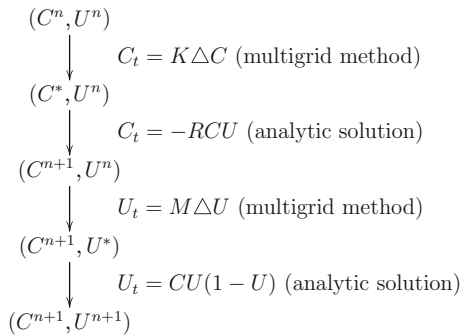 (C^n, U^n)
C_t = K△C (multigrid method)
(C^*, U^n)
C_t = −RCU (analytic solution)
(C^{n+1}, U^n)
U_t = M△U (multigrid method)
(C^{n+1}, U^*)
U_t = CU(1 − U) (analytic solution)
(C^{n+1}, U^{n+1})